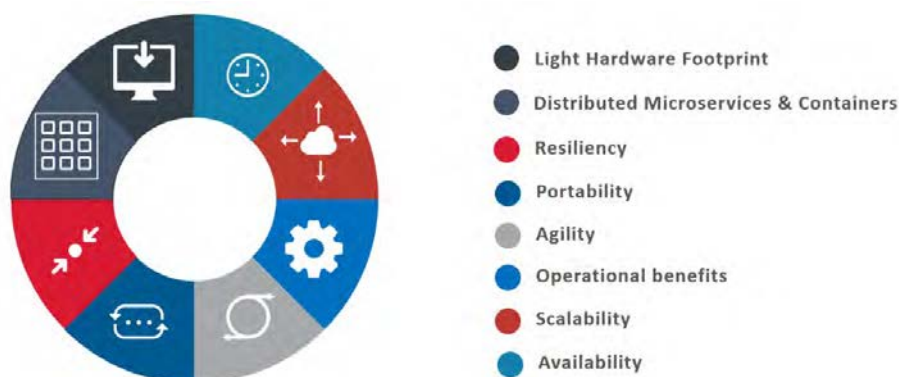 Light Hardware Footprint
Distributed Microservices & Containers
Resiliency
Portability
Agility
Operational benefits
Scalability
Availability